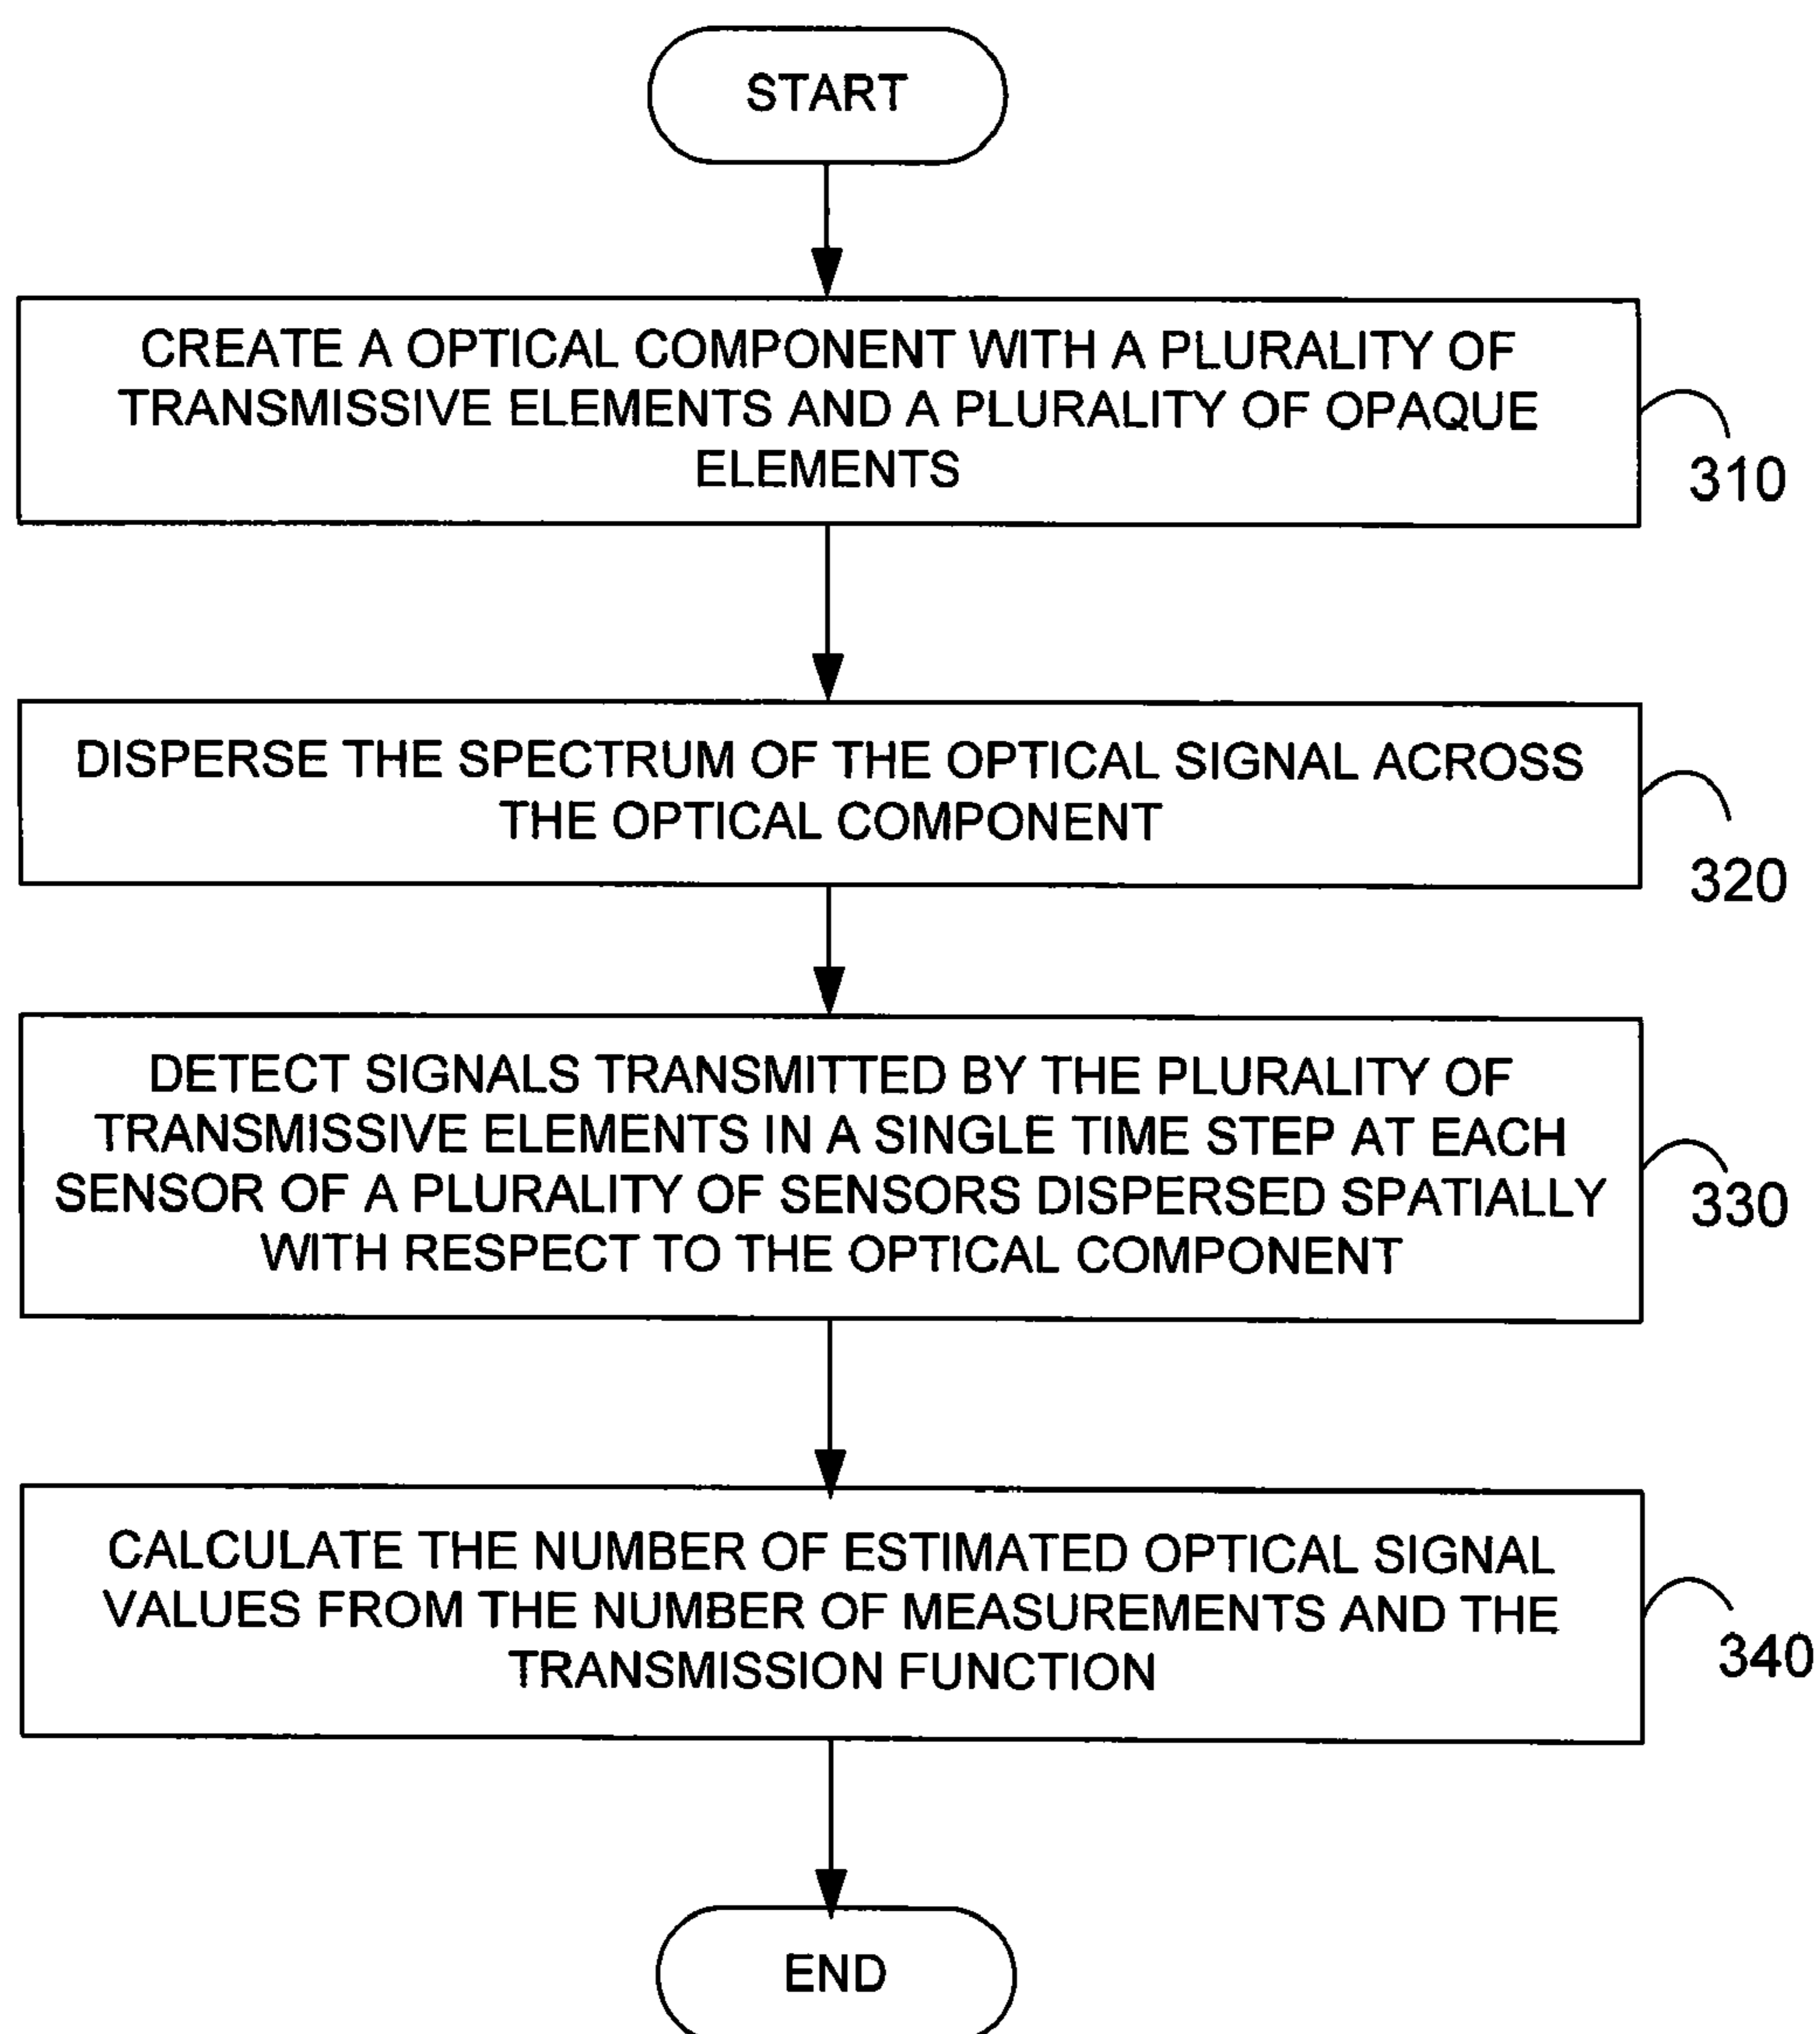 START
CREATE A OPTICAL COMPONENT WITH A PLURALITY OF
TRANSMISSIVE ELEMENTS AND A PLURALITY OF OPAQUE
ELEMENTS
310
DISPERSE THE SPECTRUM OF THE OPTICAL SIGNAL ACROSS
THE OPTICAL COMPONENT
320
DETECT SIGNALS TRANSMITTED BY THE PLURALITY OF
TRANSMISSIVE ELEMENTS IN A SINGLE TIME STEP AT EACH
SENSOR OF A PLURALITY OF SENSORS DISPERSED SPATIALLY
WITH RESPECT TO THE OPTICAL COMPONENT
330
CALCULATE THE NUMBER OF ESTIMATED OPTICAL SIGNAL
VALUES FROM THE NUMBER OF MEASUREMENTS AND THE
TRANSMISSION FUNCTION
340
END